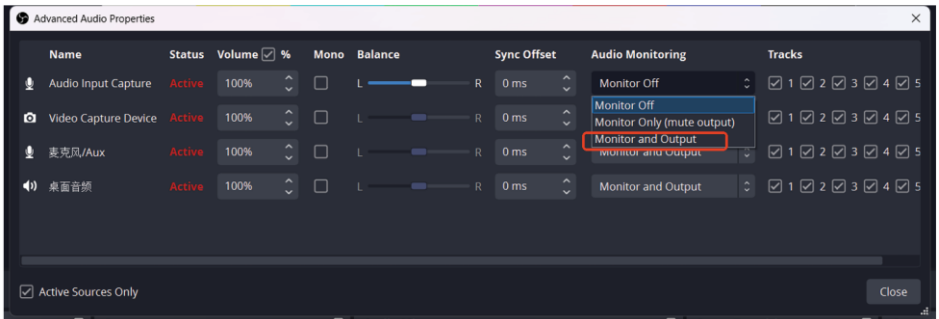 Advanced Audio Properties
Name Status Volume % Mono Balance Sync Offset Audio Monitoring Tracks
Audio Input Capture Active 100% L R 0 ms Monitor Off 1 2 3 4 5
Monitor Off
Video Capture Device Active 100% L R 0 ms Monitor Only (mute output) 1 2 3 4 5
Monitor and Output
麦克风/Aux Active 100% L R 0 ms Monitor and Output 1 2 3 4 5
桌面音频 Active 100% L R 0 ms Monitor and Output 1 2 3 4 5
Active Sources Only Close